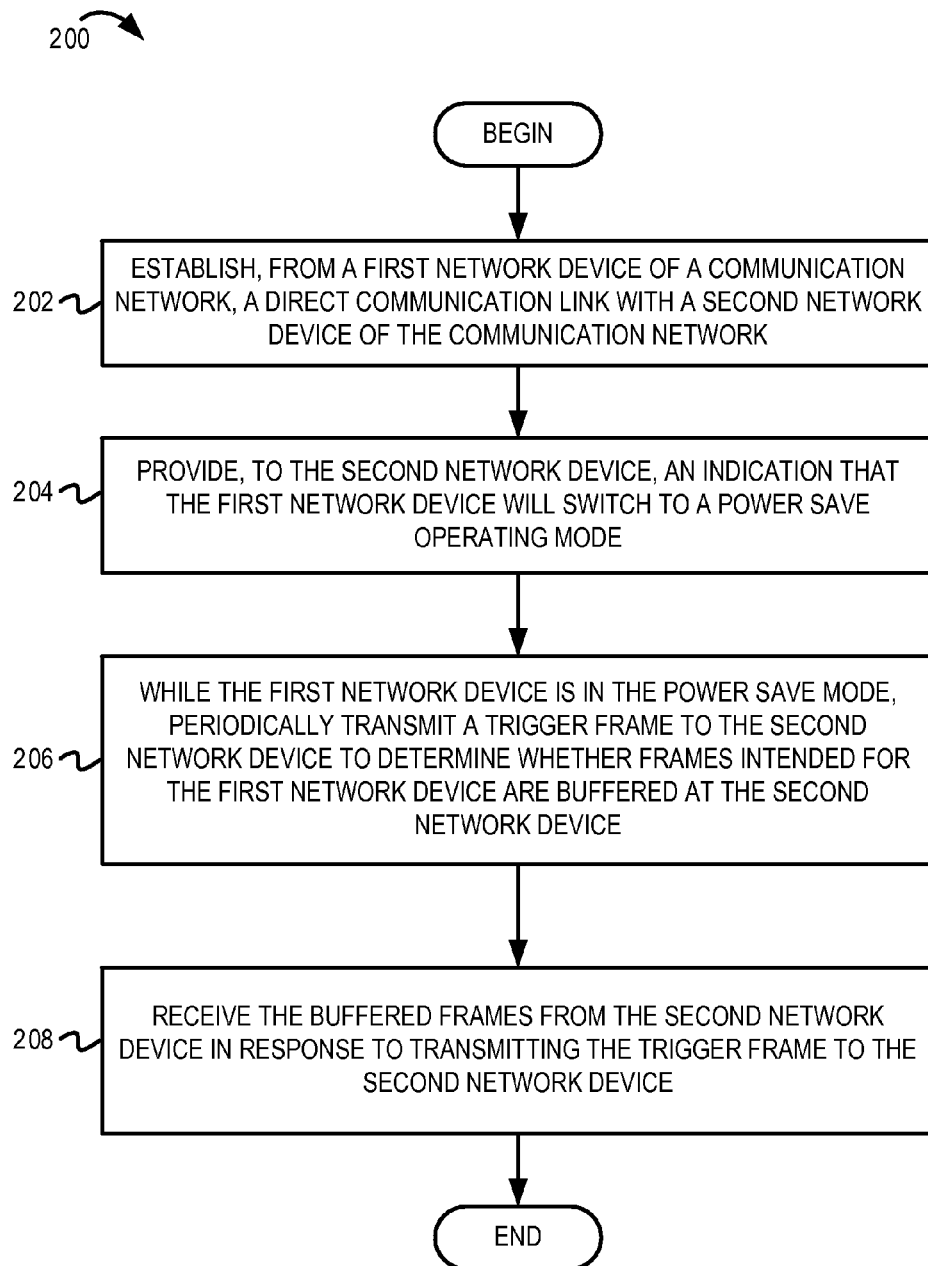 200
BEGIN
202
ESTABLISH, FROM A FIRST NETWORK DEVICE OF A COMMUNICATION
NETWORK, A DIRECT COMMUNICATION LINK WITH A SECOND NETWORK
DEVICE OF THE COMMUNICATION NETWORK
204
PROVIDE, TO THE SECOND NETWORK DEVICE, AN INDICATION THAT
THE FIRST NETWORK DEVICE WILL SWITCH TO A POWER SAVE
OPERATING MODE
206
WHILE THE FIRST NETWORK DEVICE IS IN THE POWER SAVE MODE,
PERIODICALLY TRANSMIT A TRIGGER FRAME TO THE SECOND
NETWORK DEVICE TO DETERMINE WHETHER FRAMES INTENDED FOR
THE FIRST NETWORK DEVICE ARE BUFFERED AT THE SECOND
NETWORK DEVICE
208
RECEIVE THE BUFFERED FRAMES FROM THE SECOND NETWORK
DEVICE IN RESPONSE TO TRANSMITTING THE TRIGGER FRAME TO THE
SECOND NETWORK DEVICE
END